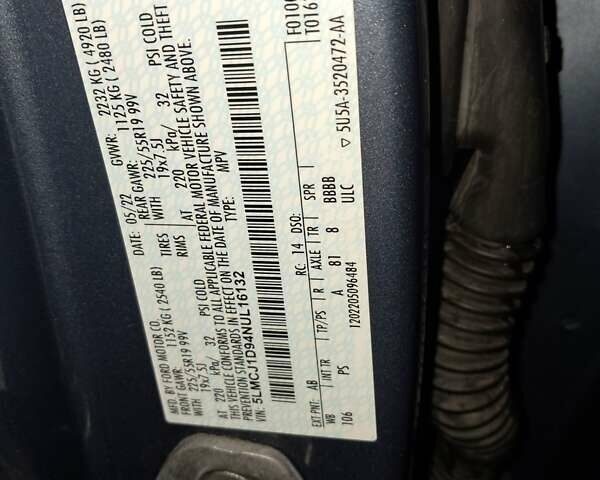 MFD. BY FORD MOTOR CO.
DATE: 05/22 GVWR: 2232 KG ( 4920 LB)
FRONT GAWR: 1152 KG ( 2540 LB) REAR GAWR: 1125 KG ( 2480 LB)
225/55R19 99V TIRES 225/55R19 99V
19x7.5J RIMS 19x7.5J
AT 220 kPa/ 32 PSI COLD AT 220 kPa/ 32 PSI COLD
THIS VEHICLE CONFORMS TO ALL APPLICABLE FEDERAL MOTOR VEHICLE SAFETY AND THEFT
PREVENTION STANDARDS IN EFFECT ON THE DATE OF MANUFACTURE SHOWN ABOVE.
VIN: 5LMCJ1D94NUL16132 TYPE: MPV
F0106
T0167
EXT PNT: AB RC: 14 DSO:
WB INT TR TP/PS R AXLE TR SPR
106 PS A 81 8 BBBB
ULC
1202205096484
▽ 5U5A-3520472-AA